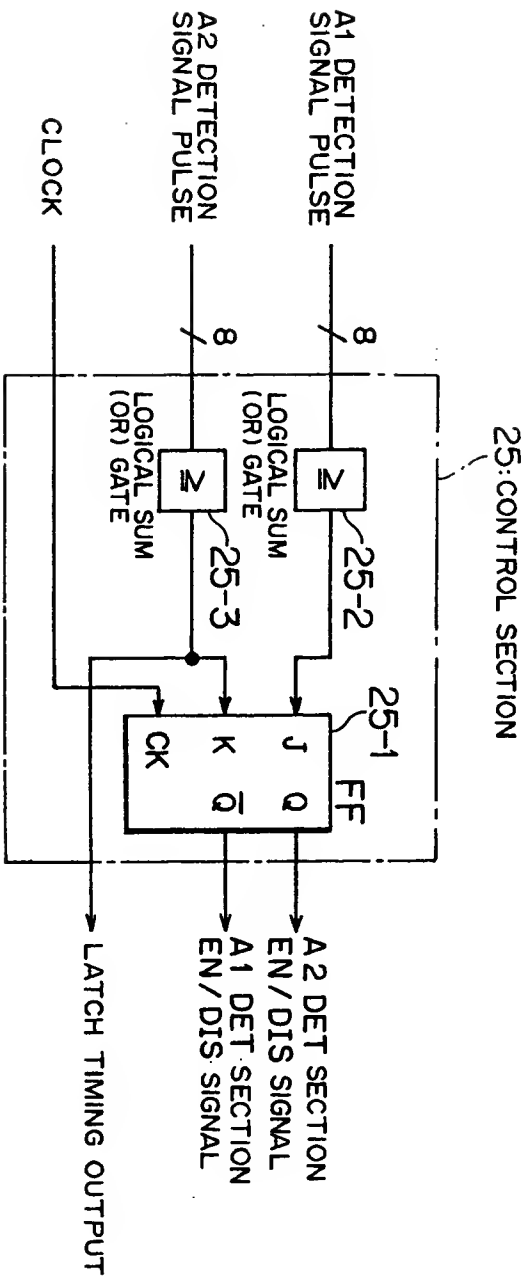 25: CONTROL SECTION
A1 DETECTION
SIGNAL PULSE
8
≧
25-2
LOGICAL SUM
(OR) GATE
A2 DETECTION
SIGNAL PULSE
8
≧
25-3
LOGICAL SUM
(OR) GATE
CLOCK
25-1
FF
J Q
K Q̅
CK
A2 DET SECTION
EN/DIS SIGNAL
A1 DET SECTION
EN/DIS SIGNAL
LATCH TIMING OUTPUT